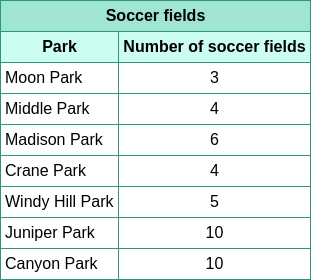 Soccer fields
Park Number of soccer fields
Moon Park 3
Middle Park 4
Madison Park 6
Crane Park 4
Windy Hill Park 5
Juniper Park 10
Canyon Park 10